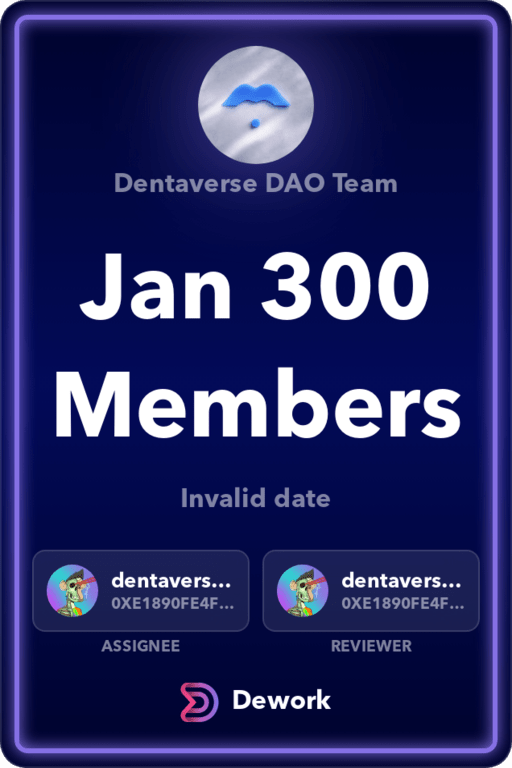 Dentaverse DAO Team
Jan 300
Members
Invalid date
dentavers...
0XE1890FE4F...
ASSIGNEE
dentavers...
0XE1890FE4F...
REVIEWER
Dework